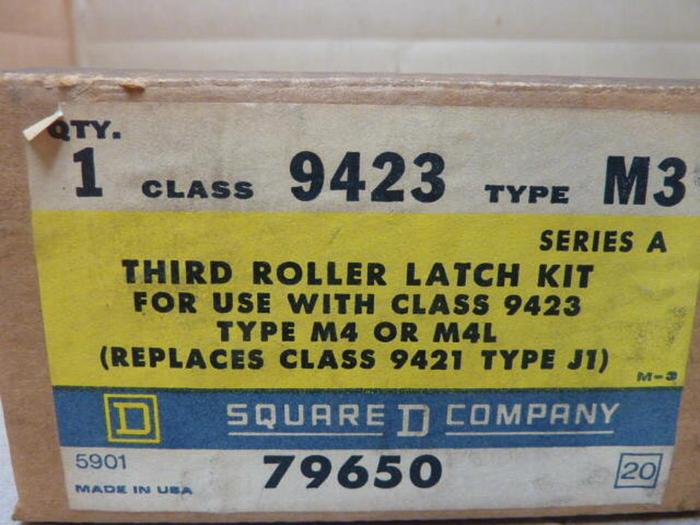 QTY.
1 CLASS 9423 TYPE M3
SERIES A
THIRD ROLLER LATCH KIT
FOR USE WITH CLASS 9423
TYPE M4 OR M4L
(REPLACES CLASS 9421 TYPE J1)
M-3
D SQUARE D COMPANY
5901 79650 20
MADE IN USA